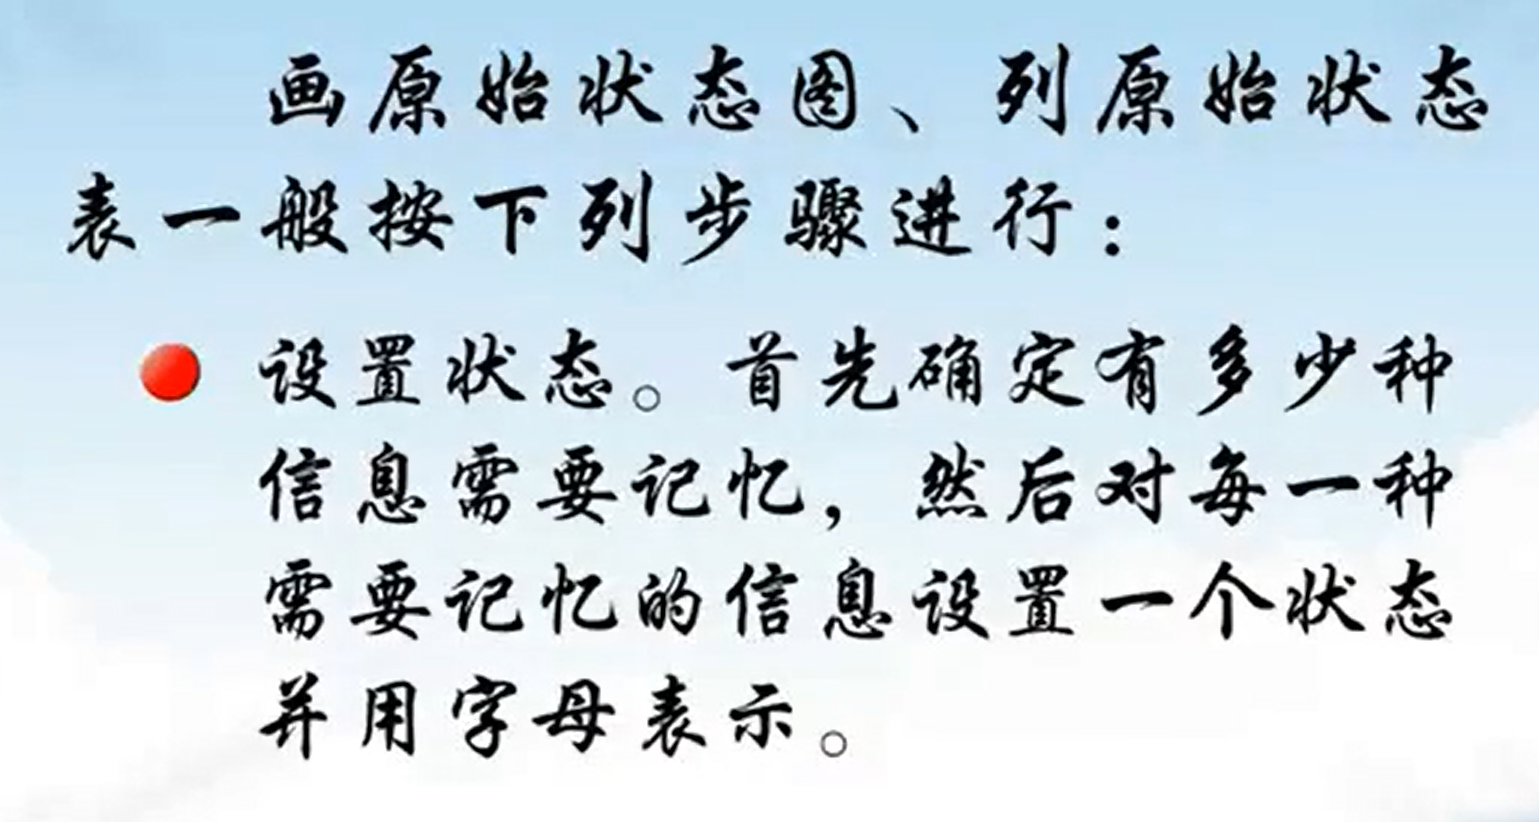 画原始状态图、列原始状态
表一般按下列步骤进行：
设置状态。首先确定有多少种
信息需要记忆，然后对每一种
需要记忆的信息设置一个状态
并用字母表示。